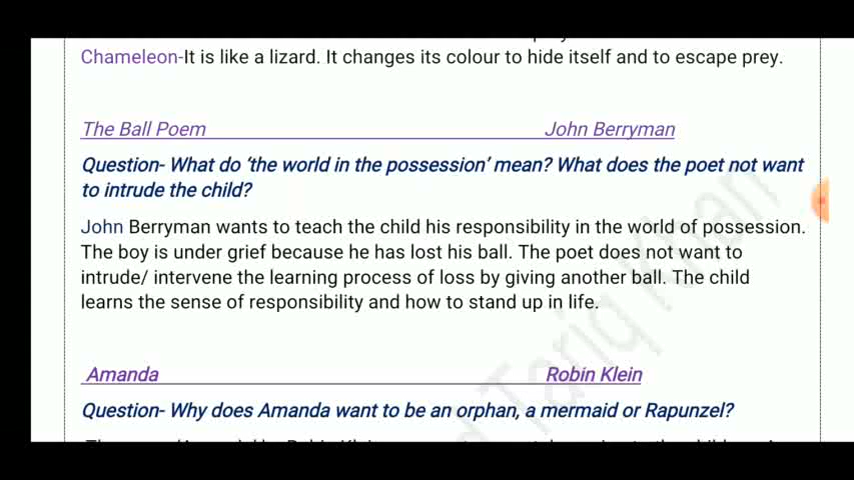 Chameleon-It is like a lizard. It changes its colour to hide itself and to escape prey.
The Ball Poem John Berryman
Question- What do ‘the world in the possession’ mean? What does the poet not want
to intrude the child?
John Berryman wants to teach the child his responsibility in the world of possession.
The boy is under grief because he has lost his ball. The poet does not want to
intrude/ intervene the learning process of loss by giving another ball. The child
learns the sense of responsibility and how to stand up in life.
Amanda Robin Klein
Question- Why does Amanda want to be an orphan, a mermaid or Rapunzel?
Tariq Khan